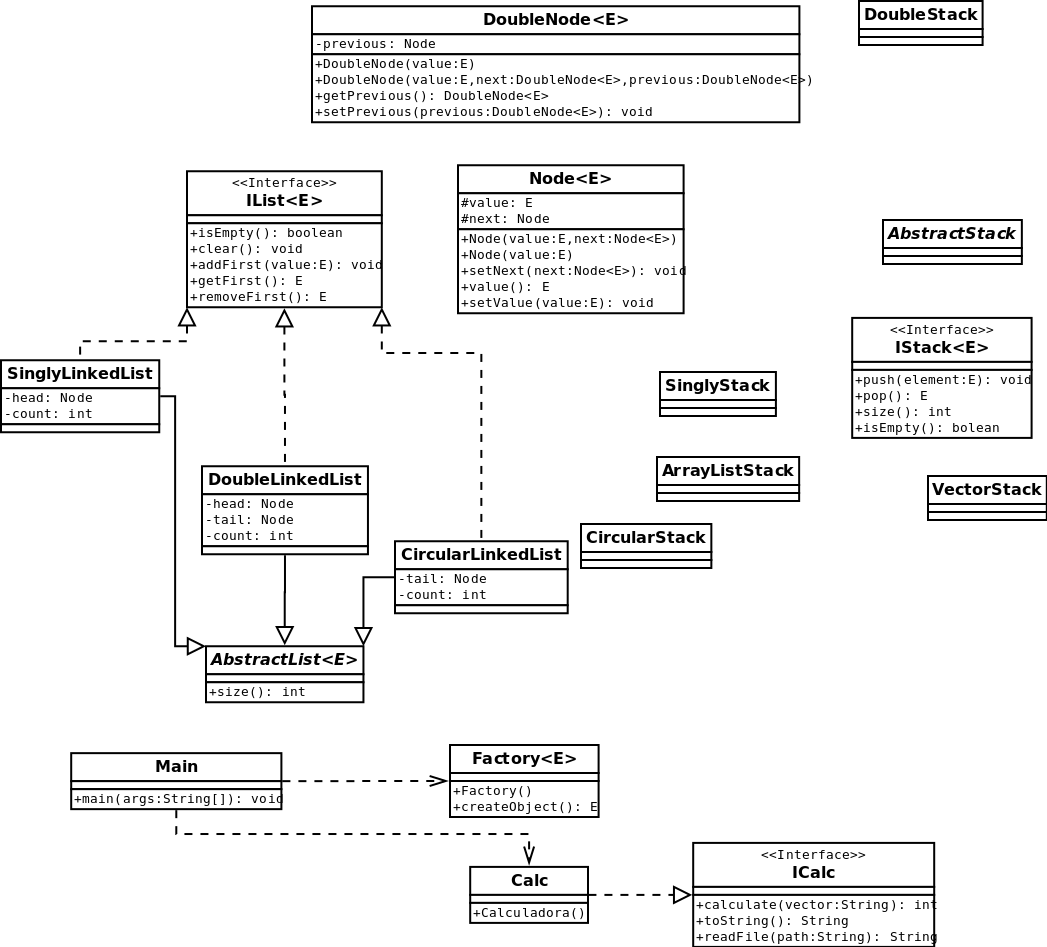 DoubleNode<E>
-previous: Node
+DoubleNode(value:E)
+DoubleNode(value:E,next:DoubleNode<E>,previous:DoubleNode<E>)
+getPrevious(): DoubleNode<E>
+setPrevious(previous:DoubleNode<E>): void
DoubleStack
<<Interface>>
IList<E>
+isEmpty(): boolean
+clear(): void
+addFirst(value:E): void
+getFirst(): E
+removeFirst(): E
Node<E>
#value: E
#next: Node
+Node(value:E,next:Node<E>)
+Node(value:E)
+setNext(next:Node<E>): void
+value(): E
+setValue(value:E): void
AbstractStack
<<Interface>>
IStack<E>
+push(element:E): void
+pop(): E
+size(): int
+isEmpty(): bolean
SinglyLinkedList
-head: Node
-count: int
SinglyStack
DoubleLinkedList
-head: Node
-tail: Node
-count: int
ArrayListStack
VectorStack
CircularLinkedList
-tail: Node
-count: int
CircularStack
AbstractList<E>
+size(): int
Main
+main(args:String[]): void
Factory<E>
+Factory()
+createObject(): E
Calc
+Calculadora()
<<Interface>>
ICalc
+calculate(vector:String): int
+toString(): String
+readFile(path:String): String